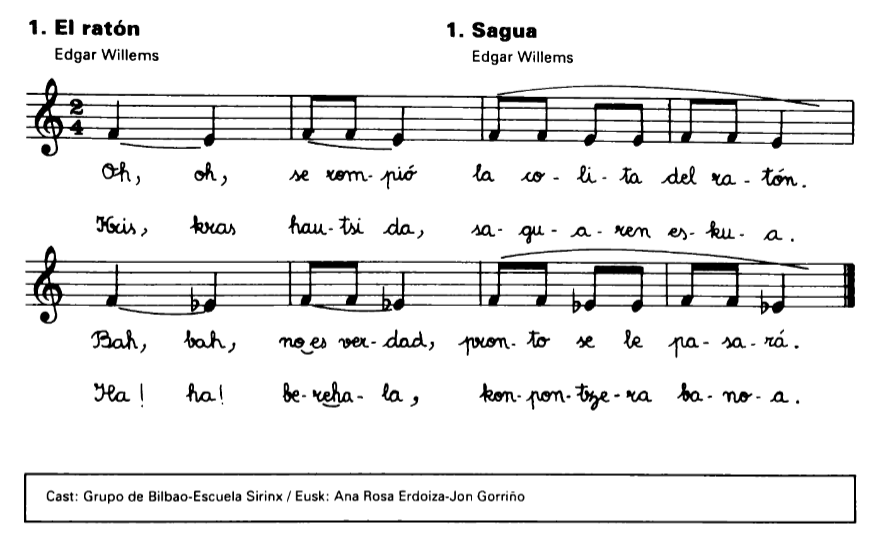 1. El ratón
Edgar Willems
1. Sagua
Edgar Willems
2
4
Oh, oh, se rom-pió la co-li-ta del ra-tón.
Kris, kras hau-tsi da, sa-gu-a-ren es-ku-a.
Bah, bah, no es ver-dad, pron-to se le pa-sa-rá.
Ha! ha! be-reha-la, kon-pon-tze-ra ba-no-a.
Cast: Grupo de Bilbao-Escuela Sirinx / Eusk: Ana Rosa Erdoiza-Jon Gorriño